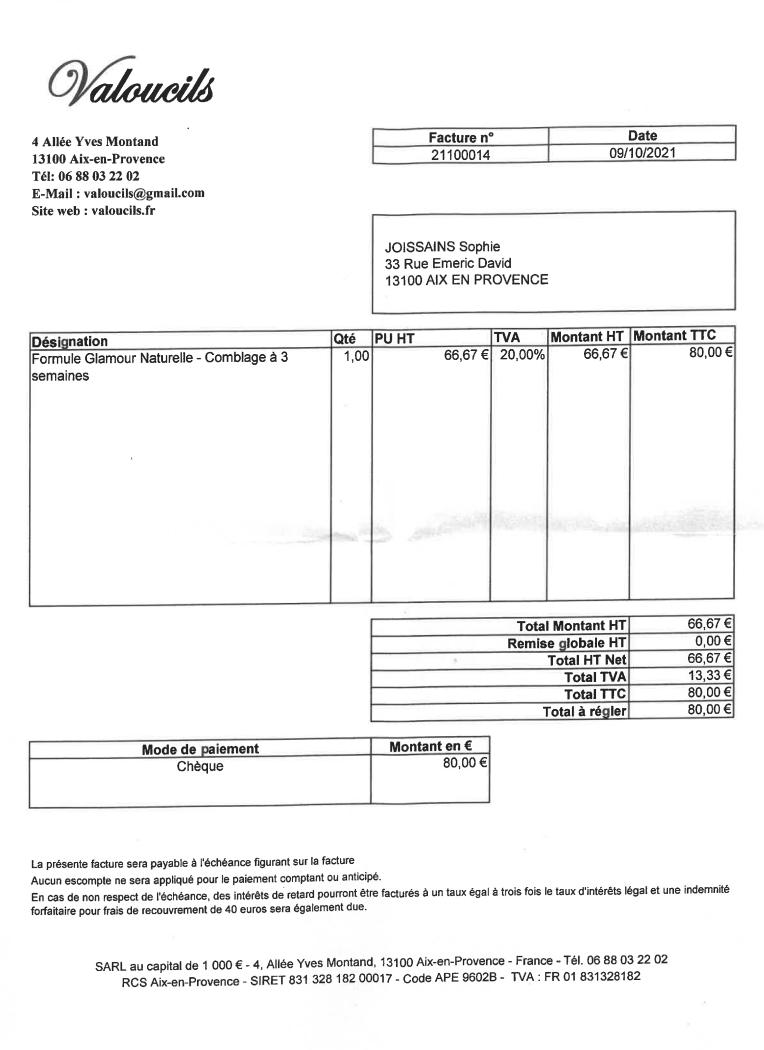 Valoucils
4 Allée Yves Montand
13100 Aix-en-Provence
Tél: 06 88 03 22 02
E-Mail : valoucils@gmail.com
Site web : valoucils.fr
Facture n° Date
21100014 09/10/2021
JOISSAINS Sophie
33 Rue Emeric David
13100 AIX EN PROVENCE
Désignation Qté PU HT TVA Montant HT Montant TTC
Formule Glamour Naturelle - Comblage à 3 1,00 66,67 € 20,00% 66,67 € 80,00 €
semaines
Total Montant HT 66,67 €
Remise globale HT 0,00 €
Total HT Net 66,67 €
Total TVA 13,33 €
Total TTC 80,00 €
Total à régler 80,00 €
Mode de paiement Montant en €
Chèque 80,00 €
La présente facture sera payable à l'échéance figurant sur la facture
Aucun escompte ne sera appliqué pour le paiement comptant ou anticipé.
En cas de non respect de l'échéance, des intérêts de retard pourront être facturés à un taux égal à trois fois le taux d'intérêts légal et une indemnité
forfaitaire pour frais de recouvrement de 40 euros sera également due.
SARL au capital de 1 000 € - 4, Allée Yves Montand, 13100 Aix-en-Provence - France - Tél. 06 88 03 22 02
RCS Aix-en-Provence - SIRET 831 328 182 00017 - Code APE 9602B - TVA : FR 01 831328182